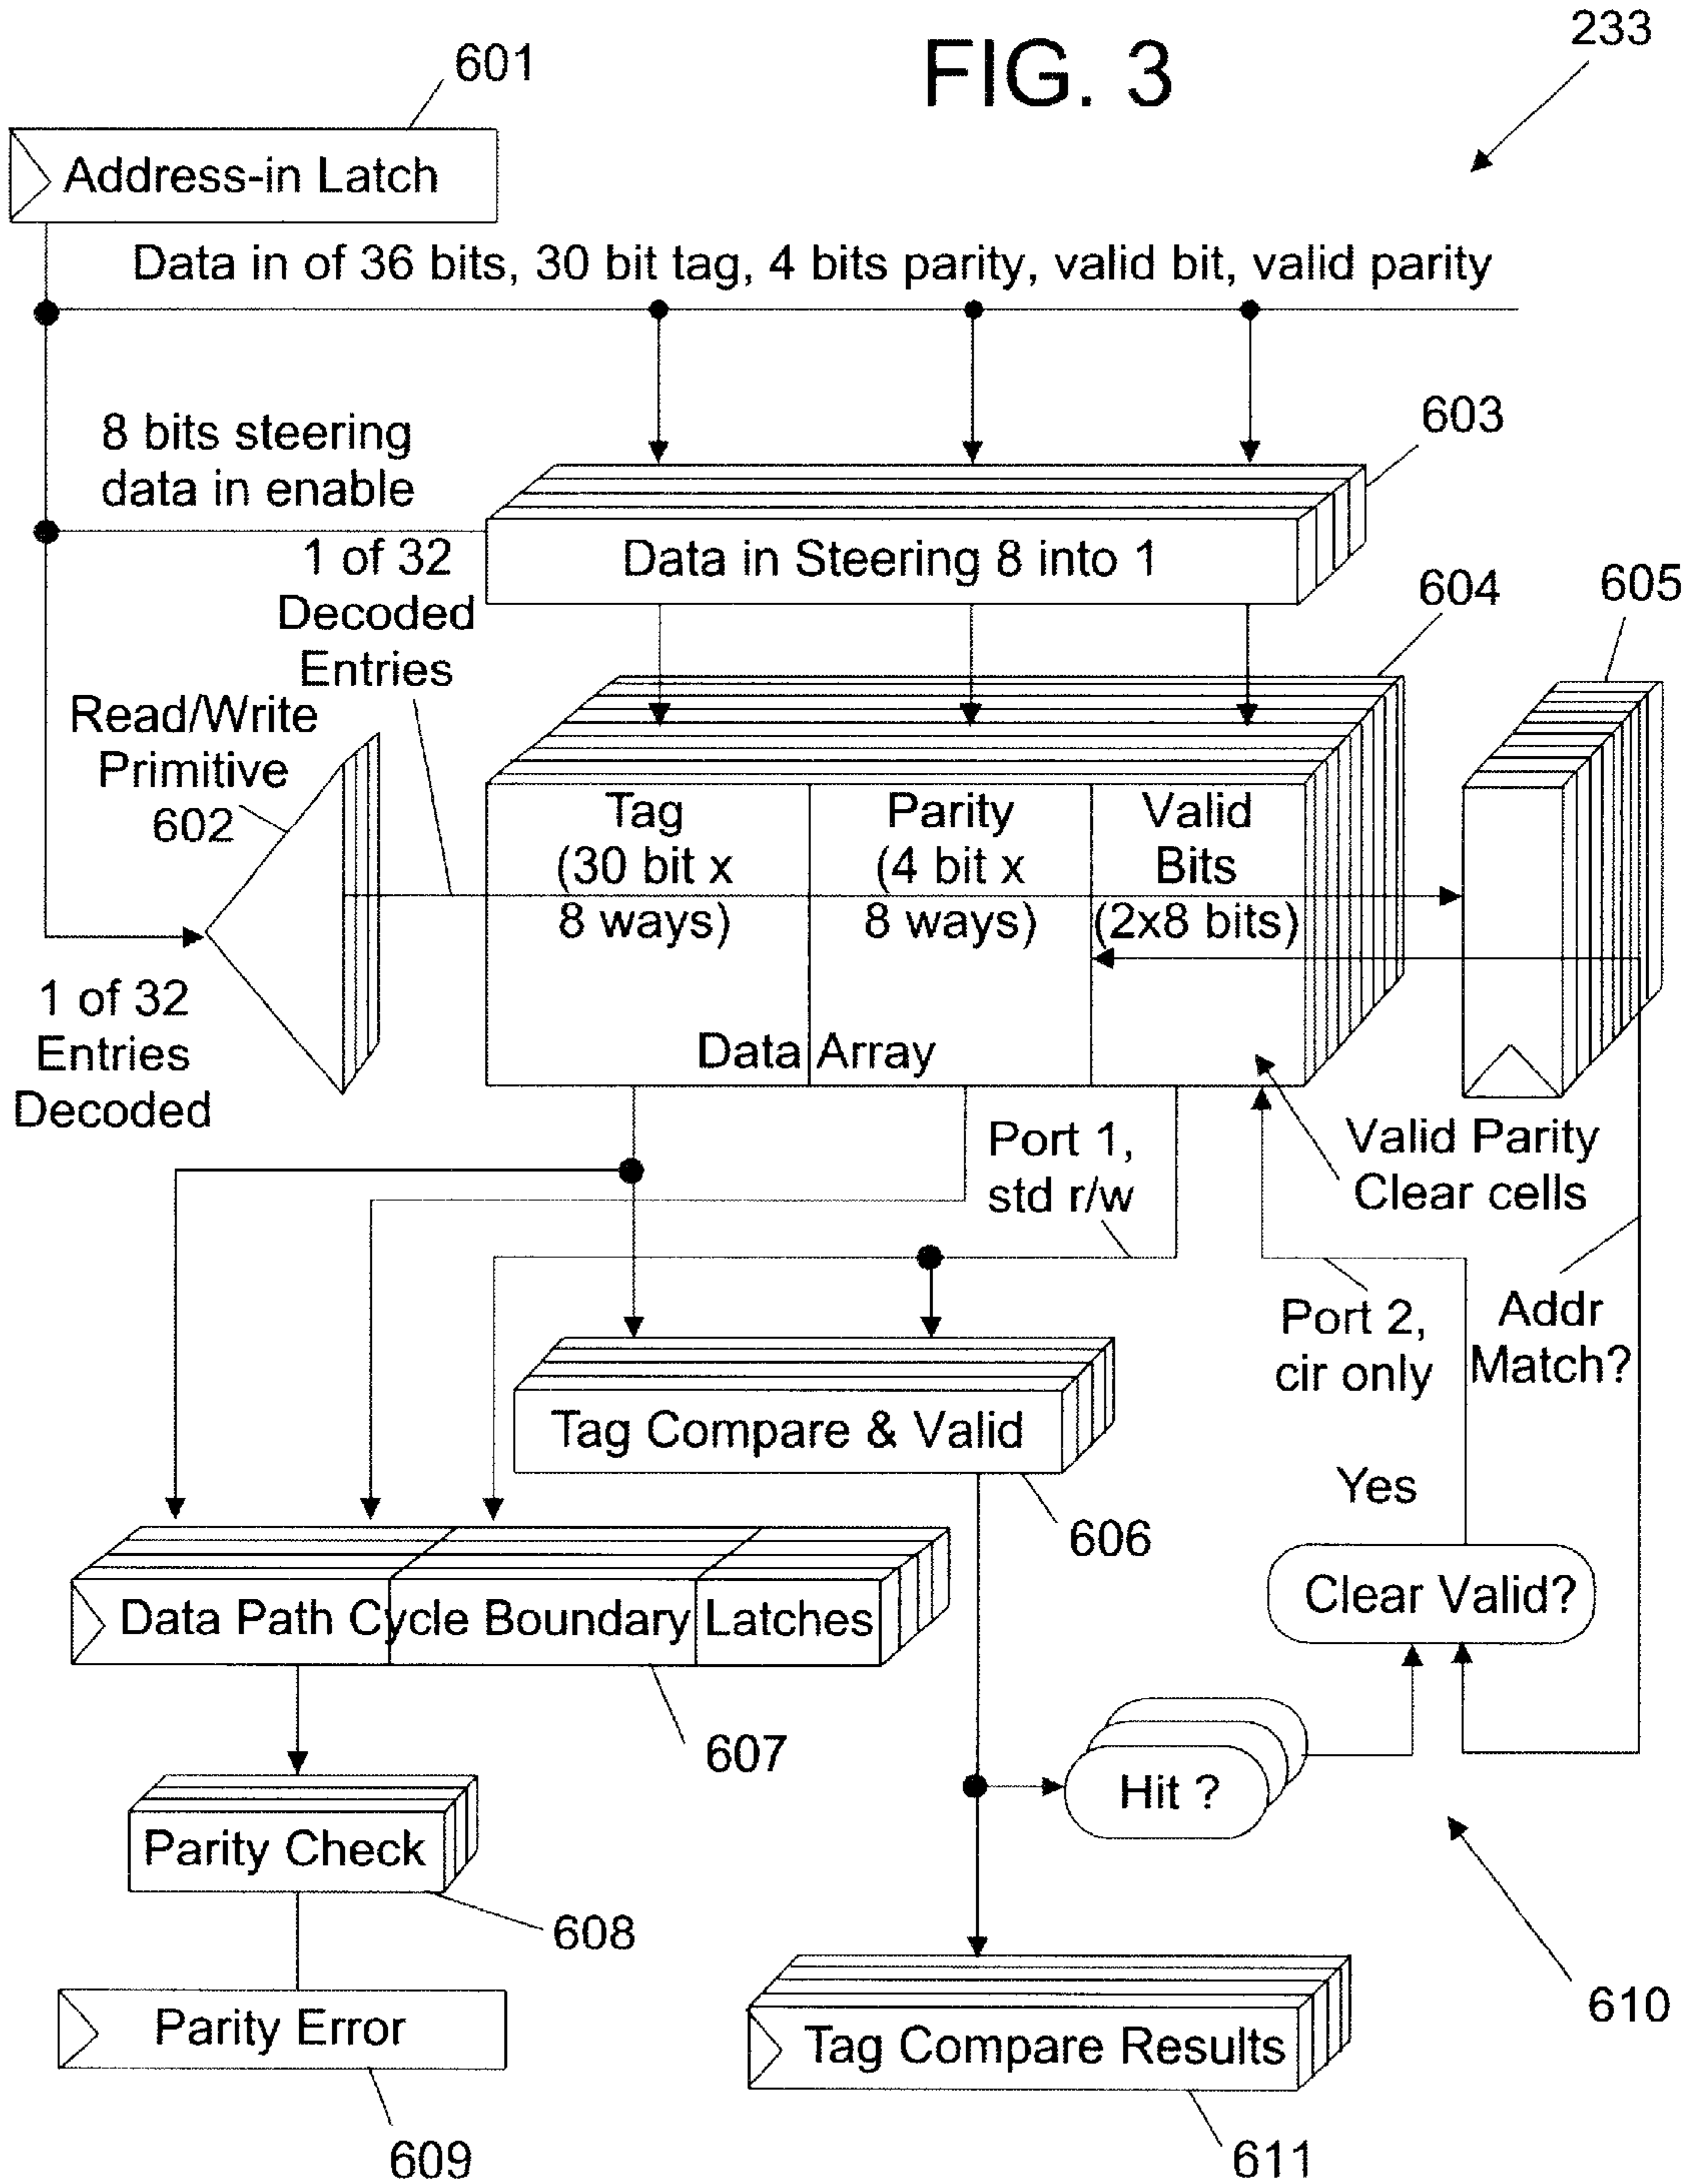 FIG. 3
233
601
Address-in Latch
Data in of 36 bits, 30 bit tag, 4 bits parity, valid bit, valid parity
8 bits steering
data in enable
603
Data in Steering 8 into 1
1 of 32
Decoded
Entries
604
605
Read/Write
Primitive
602
Tag
(30 bit x
8 ways)
Parity
(4 bit x
8 ways)
Valid
Bits
(2x8 bits)
Data Array
1 of 32
Entries
Decoded
Port 1,
std r/w
Valid Parity
Clear cells
Port 2,
cir only
Addr
Match?
Tag Compare & Valid
606
Yes
Clear Valid?
Data Path Cycle Boundary Latches
607
Hit ?
Parity Check
608
610
Parity Error
609
Tag Compare Results
611